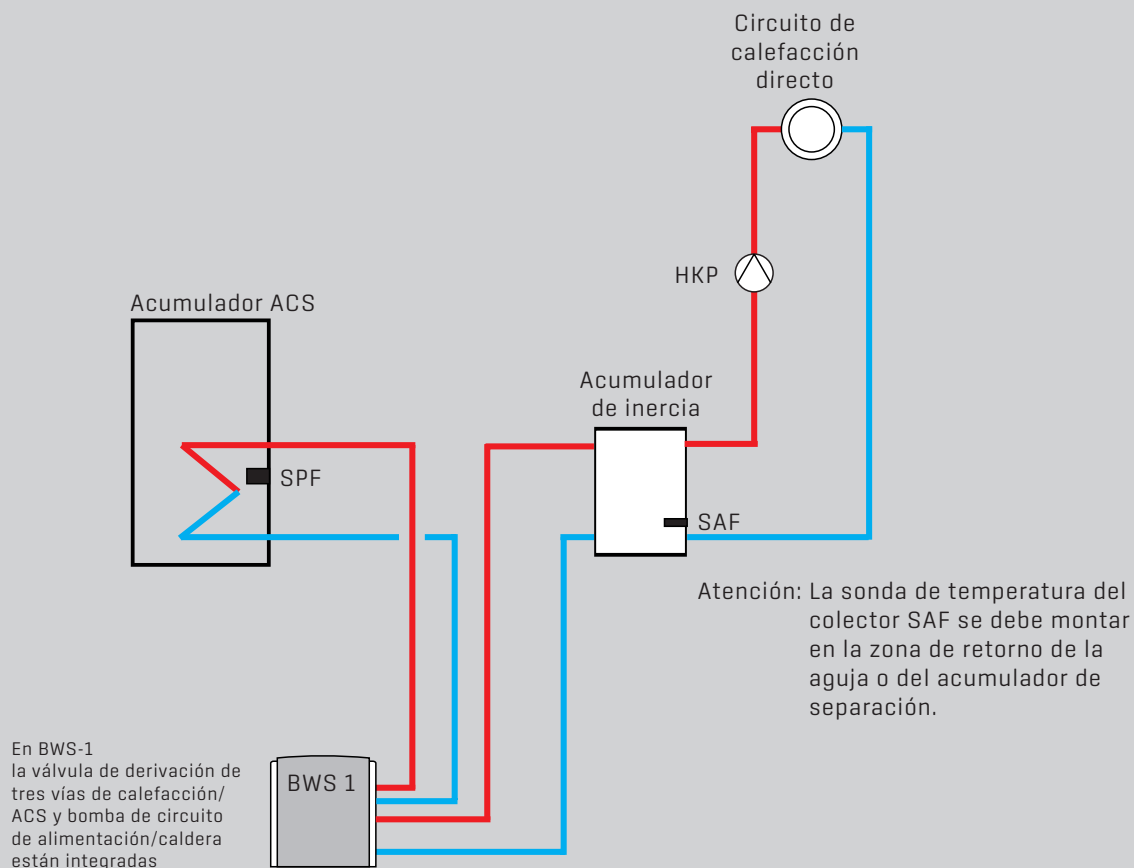 Circuito de
calefacción
directo
HKP
Acumulador ACS
Acumulador
de inercia
SPF
SAF
Atención: La sonda de temperatura del
colector SAF se debe montar
en la zona de retorno de la
aguja o del acumulador de
separación.
En BWS-1
la válvula de derivación de
tres vías de calefacción/
ACS y bomba de circuito
de alimentación/caldera
están integradas
BWS 1